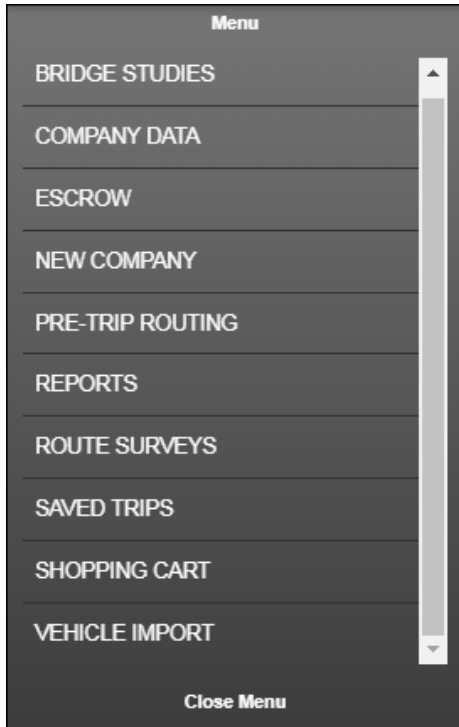 Menu
BRIDGE STUDIES
COMPANY DATA
ESCROW
NEW COMPANY
PRE-TRIP ROUTING
REPORTS
ROUTE SURVEYS
SAVED TRIPS
SHOPPING CART
VEHICLE IMPORT
Close Menu